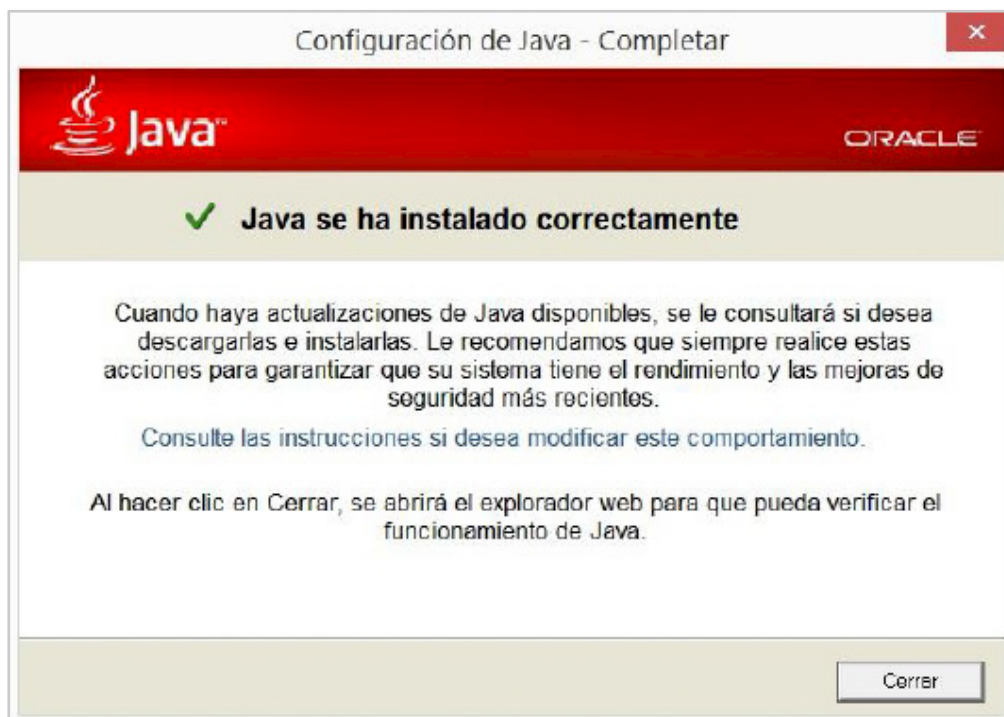 Configuración de Java - Completar
Java™
ORACLE
Java se ha instalado correctamente
Cuando haya actualizaciones de Java disponibles, se le consultará si desea
descargarlas e instalarlas. Le recomendamos que siempre realice estas
acciones para garantizar que su sistema tiene el rendimiento y las mejoras de
seguridad más recientes.
Consulte las instrucciones si desea modificar este comportamiento.
Al hacer clic en Cerrar, se abrirá el explorador web para que pueda verificar el
funcionamiento de Java.
Cerrar